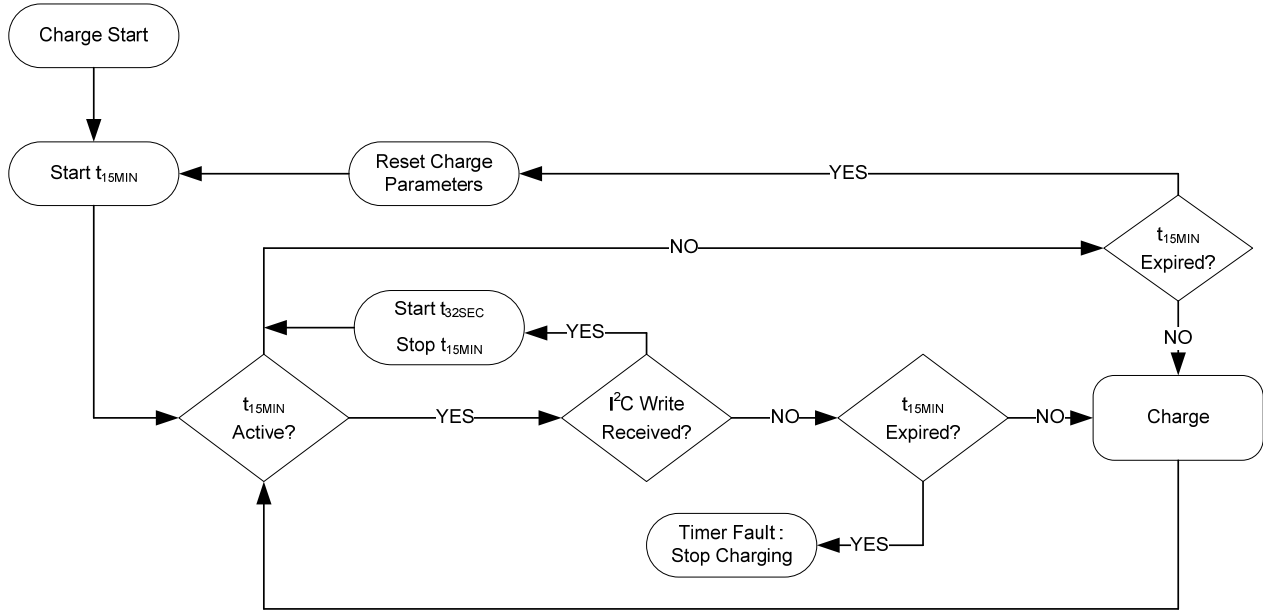 Charge Start
Start t15MIN
Reset Charge
Parameters
YES
t15MIN
Expired?
NO
Start t32SEC
Stop t15MIN
YES
NO
t15MIN
Active?
YES
I²C Write
Received?
NO
t15MIN
Expired?
NO
Charge
Timer Fault :
Stop Charging
YES